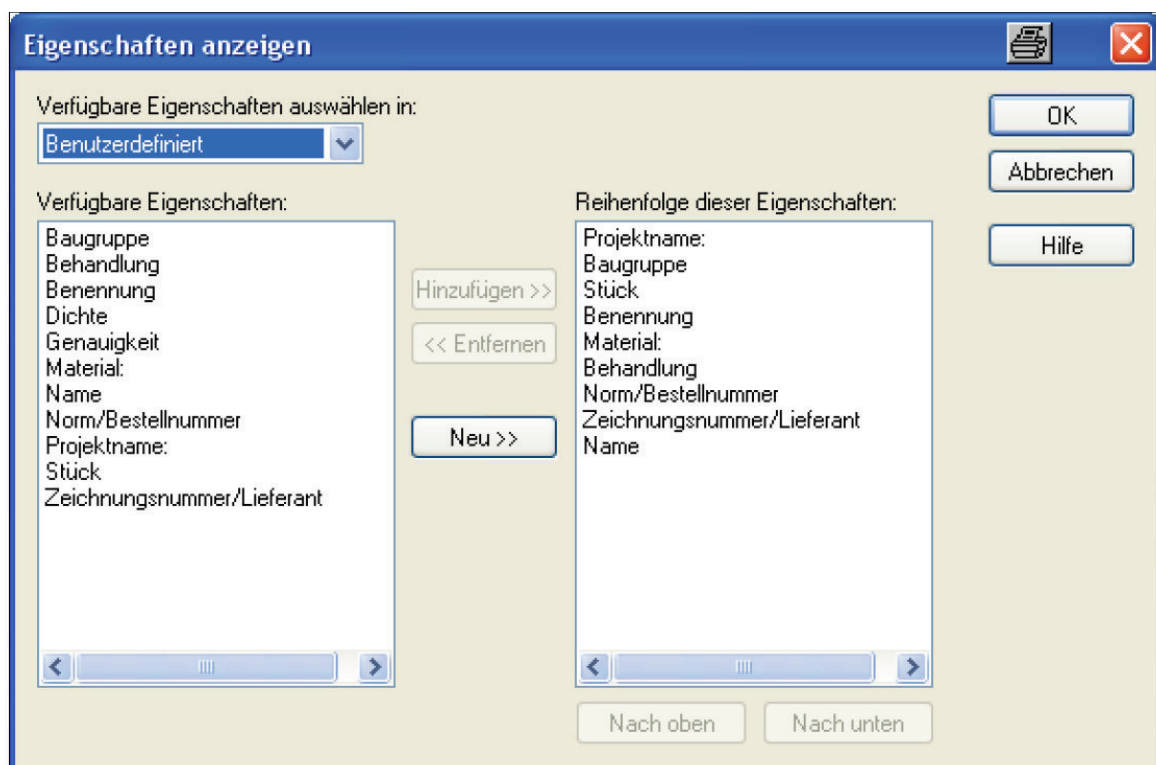 Eigenschaften anzeigen
Verfügbare Eigenschaften auswählen in:
Benutzerdefiniert
OK
Abbrechen
Hilfe
Verfügbare Eigenschaften:
Baugruppe
Behandlung
Benennung
Dichte
Genauigkeit
Material:
Name
Norm/Bestellnummer
Projektname:
Stück
Zeichnungsnummer/Lieferant
Hinzufügen >>
<< Entfernen
Neu >>
Reihenfolge dieser Eigenschaften:
Projektname:
Baugruppe
Stück
Benennung
Material:
Behandlung
Norm/Bestellnummer
Zeichnungsnummer/Lieferant
Name
Nach oben
Nach unten